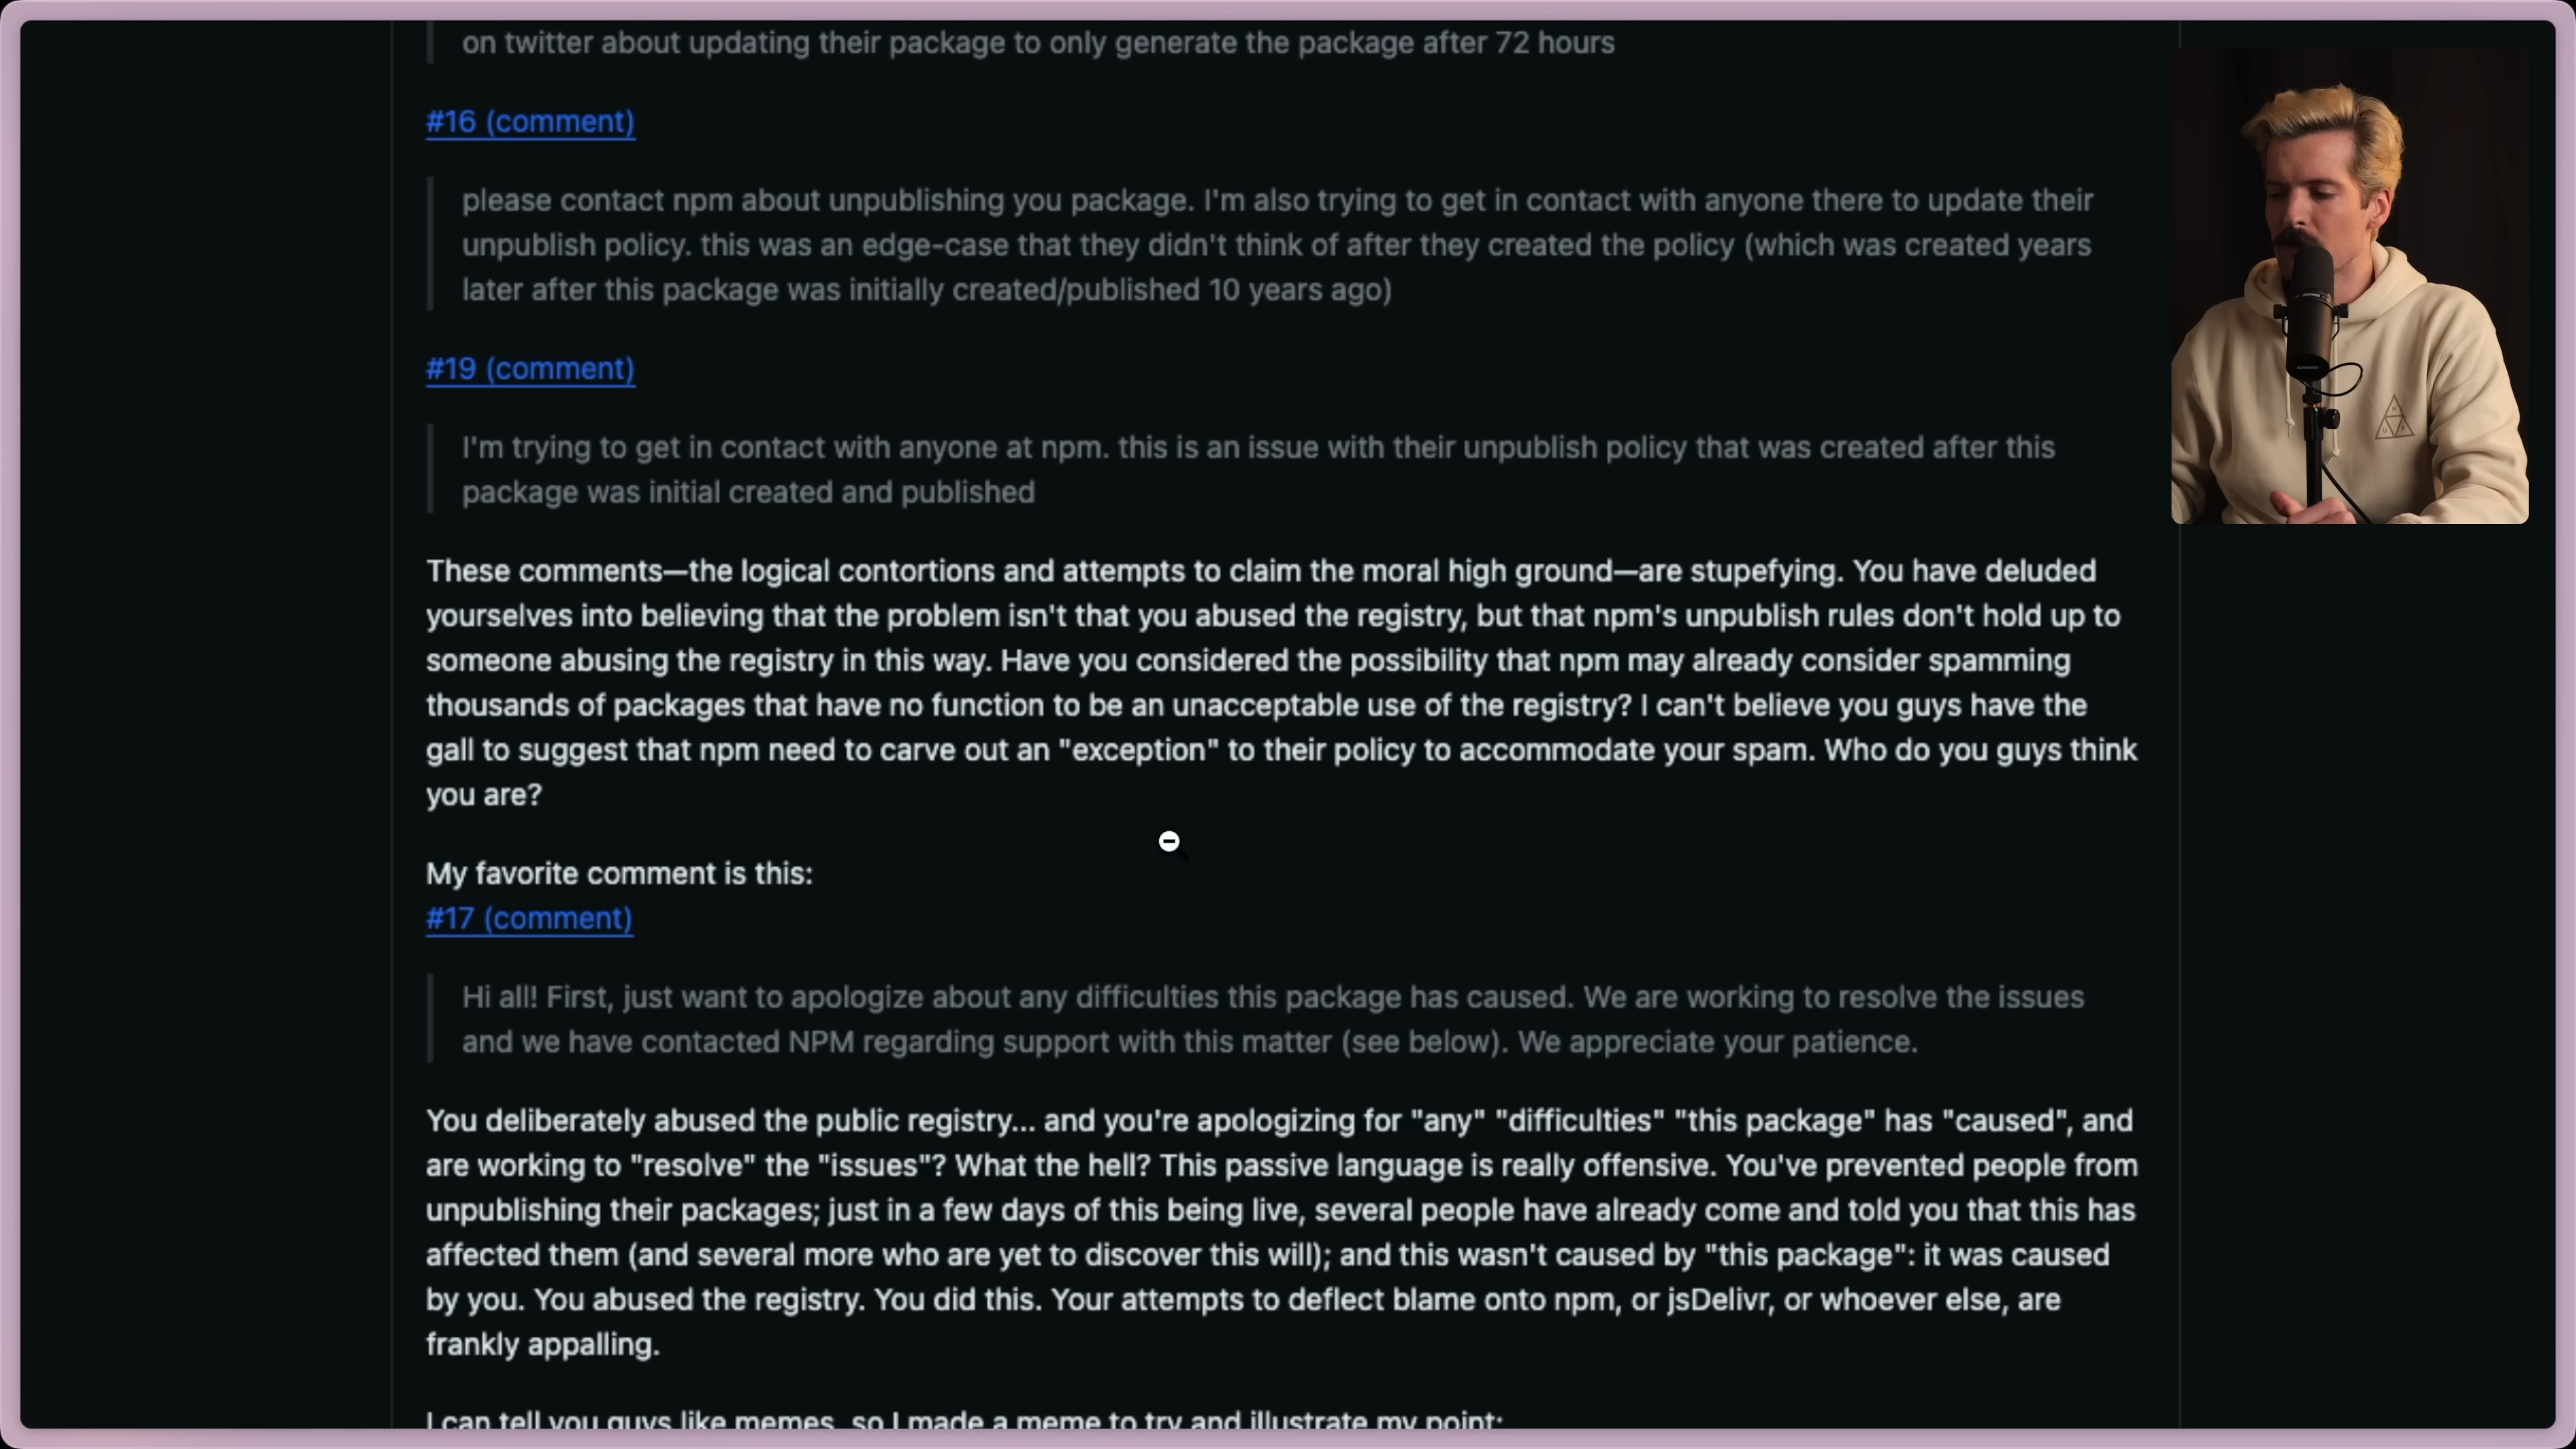 on twitter about updating their package to only generate the package after 72 hours
#16 (comment)
please contact npm about unpublishing you package. I'm also trying to get in contact with anyone there to update their
unpublish policy. this was an edge-case that they didn't think of after they created the policy (which was created years
later after this package was initially created/published 10 years ago)
#19 (comment)
I'm trying to get in contact with anyone at npm. this is an issue with their unpublish policy that was created after this
package was initial created and published
These comments—the logical contortions and attempts to claim the moral high ground—are stupefying. You have deluded
yourselves into believing that the problem isn't that you abused the registry, but that npm's unpublish rules don't hold up to
someone abusing the registry in this way. Have you considered the possibility that npm may already consider spamming
thousands of packages that have no function to be an unacceptable use of the registry? I can't believe you guys have the
gall to suggest that npm need to carve out an "exception" to their policy to accommodate your spam. Who do you guys think
you are?
My favorite comment is this:
#17 (comment)
Hi all! First, just want to apologize about any difficulties this package has caused. We are working to resolve the issues
and we have contacted NPM regarding support with this matter (see below). We appreciate your patience.
You deliberately abused the public registry... and you're apologizing for "any" "difficulties" "this package" has "caused", and
are working to "resolve" the "issues"? What the hell? This passive language is really offensive. You've prevented people from
unpublishing their packages; just in a few days of this being live, several people have already come and told you that this has
affected them (and several more who are yet to discover this will); and this wasn't caused by "this package": it was caused
by you. You abused the registry. You did this. Your attempts to deflect blame onto npm, or jsDelivr, or whoever else, are
frankly appalling.
I can tell you guys like memes, so I made a meme to try and illustrate my point: